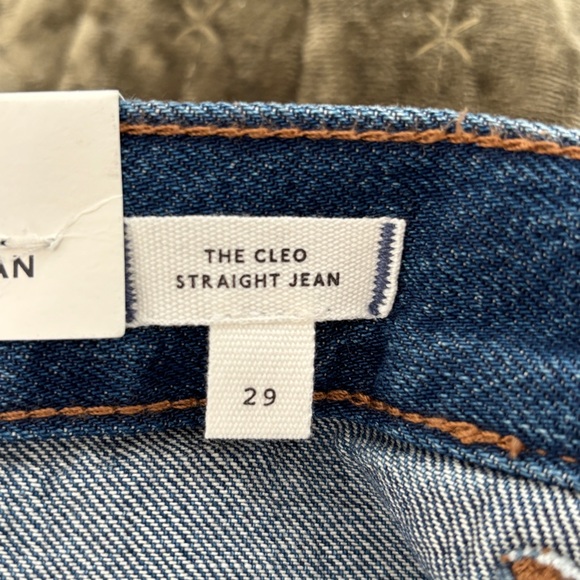 THE CLEO
STRAIGHT JEAN
29
AN